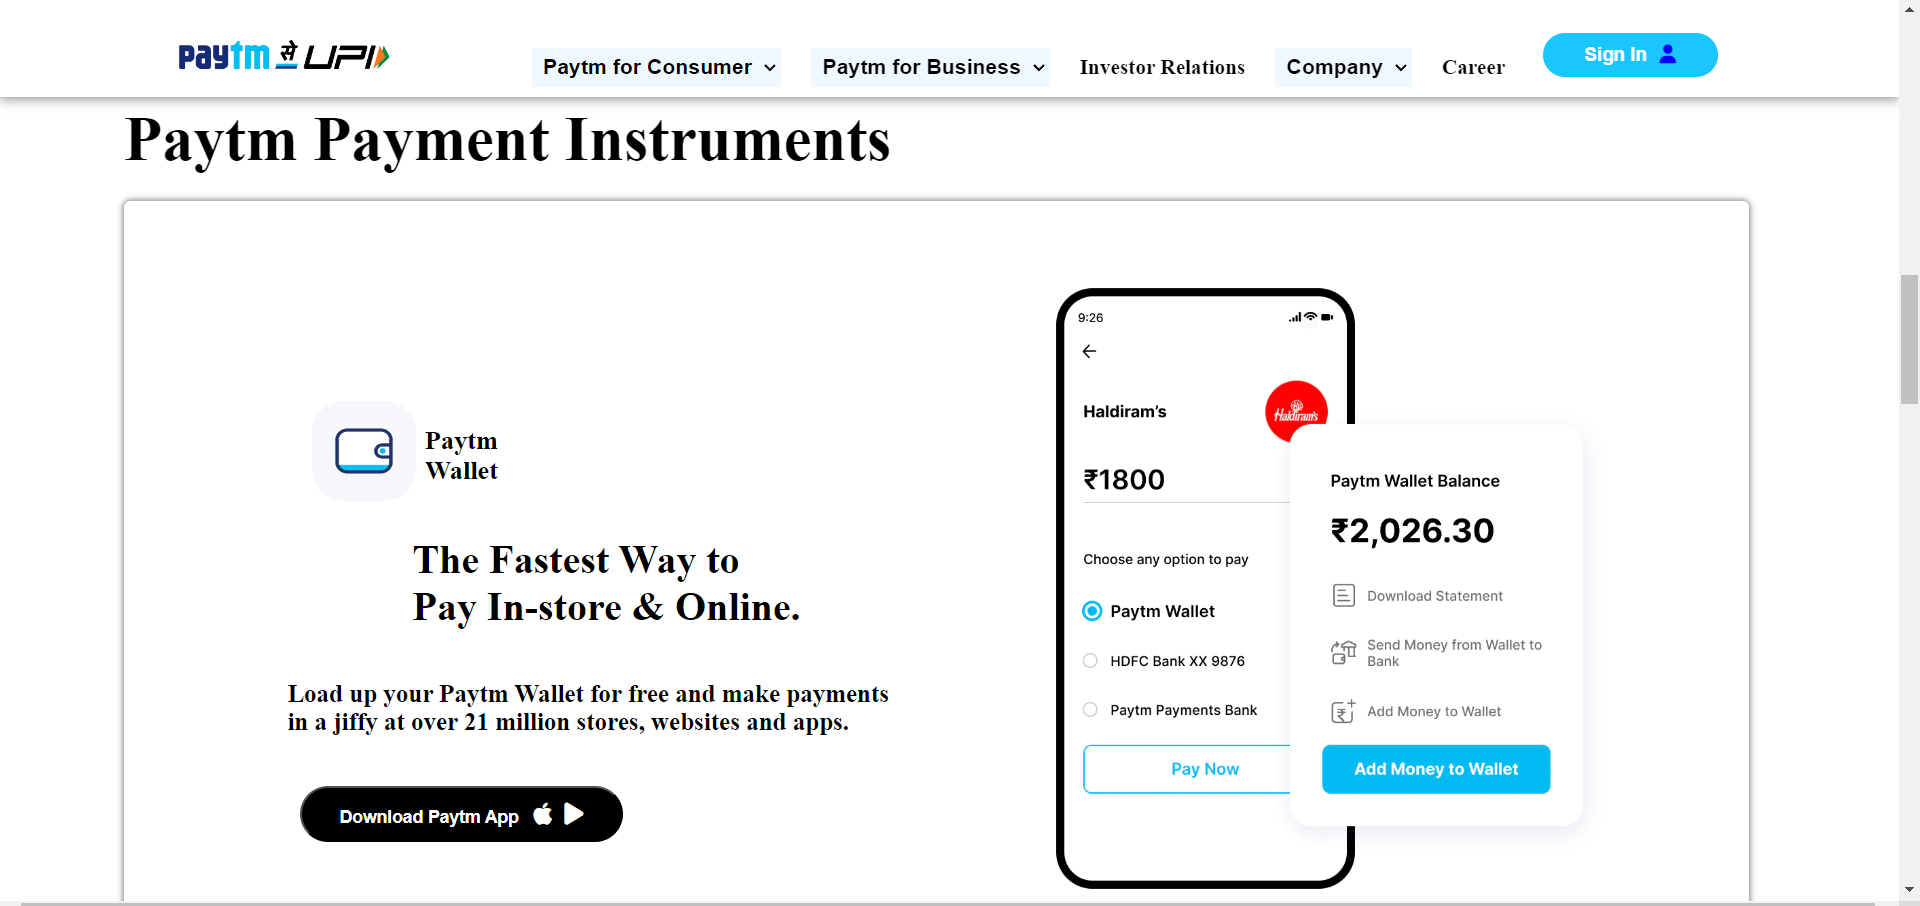 paytm से UPI
Paytm for Consumer
Paytm for Business
Investor Relations
Company
Career
Sign In
Paytm Payment Instruments
Paytm
Wallet
The Fastest Way to
Pay In-store & Online.
Load up your Paytm Wallet for free and make payments
in a jiffy at over 21 million stores, websites and apps.
Download Paytm App
9:26
Haldiram's
Haldiram's
₹1800
Choose any option to pay
Paytm Wallet
HDFC Bank XX 9876
Paytm Payments Bank
Pay Now
Paytm Wallet Balance
₹2,026.30
Download Statement
Send Money from Wallet to
Bank
Add Money to Wallet
Add Money to Wallet